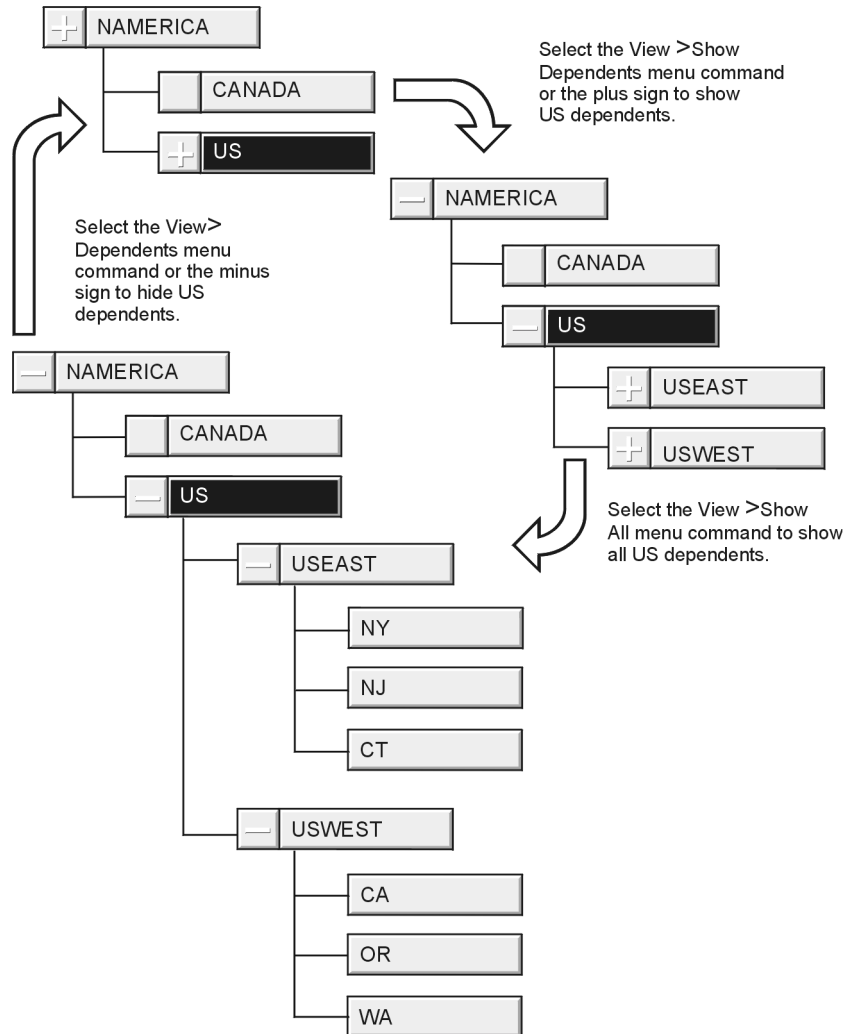 NAMERICA
CANADA
US
Select the View >Show
Dependents menu command
or the plus sign to show
US dependents.
NAMERICA
CANADA
US
USEAST
USWEST
Select the View >Show
All menu command to show
all US dependents.
Select the View>
Dependents menu
command or the minus
sign to hide US
dependents.
NAMERICA
CANADA
US
USEAST
NY
NJ
CT
USWEST
CA
OR
WA